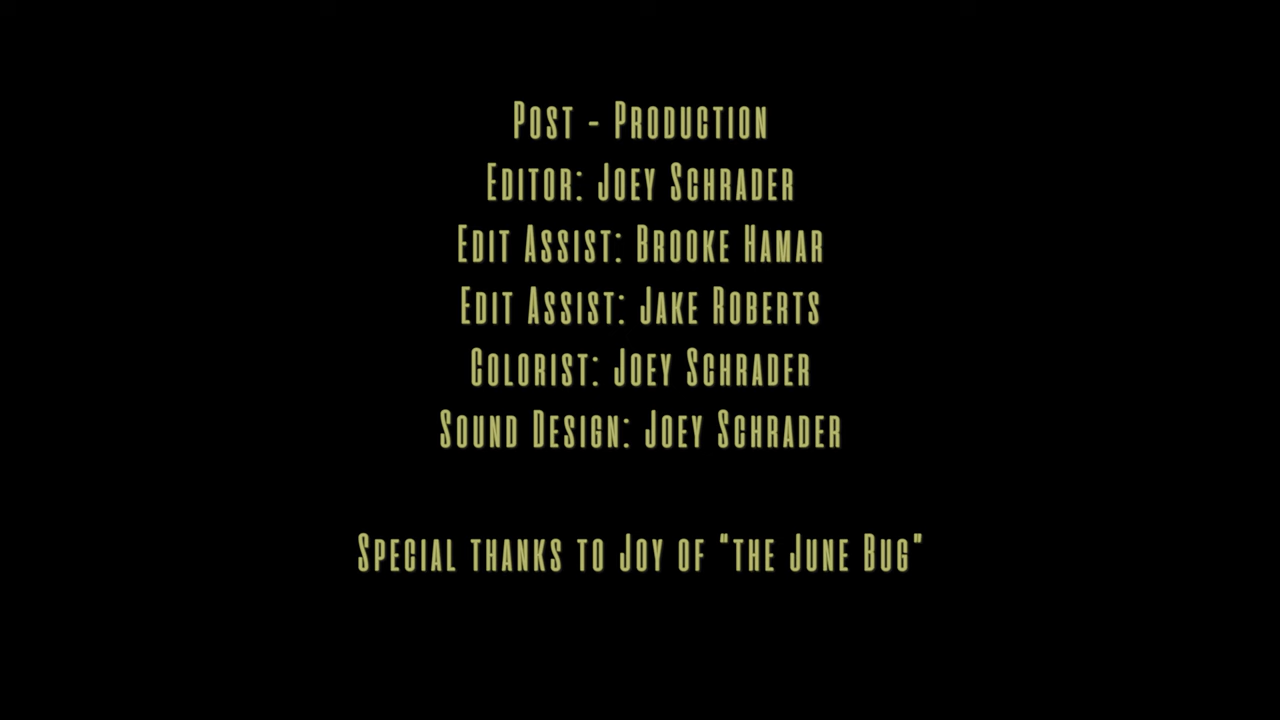 Post - Production
Editor: Joey Schrader
Edit Assist: Brooke Hamar
Edit Assist: Jake Roberts
Colorist: Joey Schrader
Sound Design: Joey Schrader
Special thanks to Joy of "the June Bug"